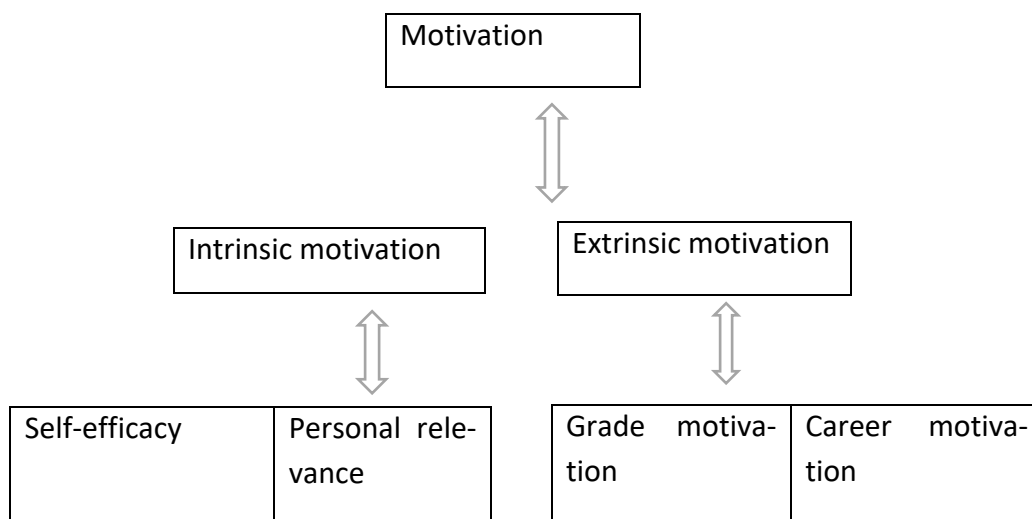 Motivation
Intrinsic motivation
Extrinsic motivation
Self-efficacy
Personal rele-
vance
Grade motiva-
tion
Career motiva-
tion